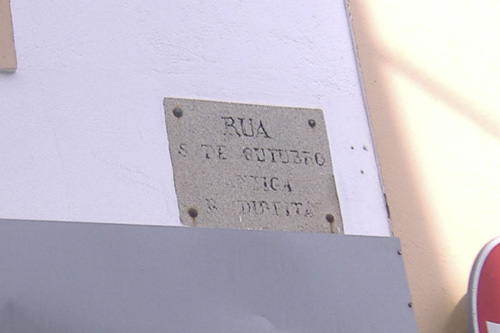 RUA
5 DE OUTUBRO
ANTIGA
R. DIREITA